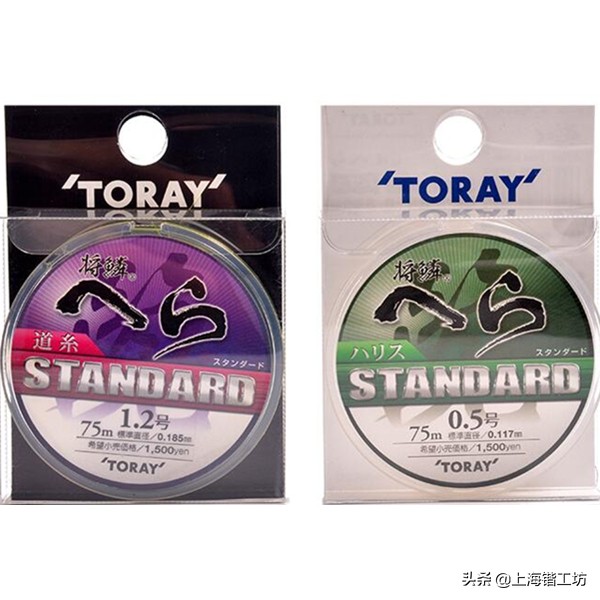 TORAY
将鱗®
へら
道糸
スタンダード
STANDARD
1.2号
75m 標準直径/0.185mm
希望小売価格/1,500yen
TORAY
TORAY
将鱗®
へら
ハリス
スタンダード
STANDARD
0.5号
75m 標準直径/0.117mm
希望小売価格/1,500yen
TORAY
头条 @上海锴工坊